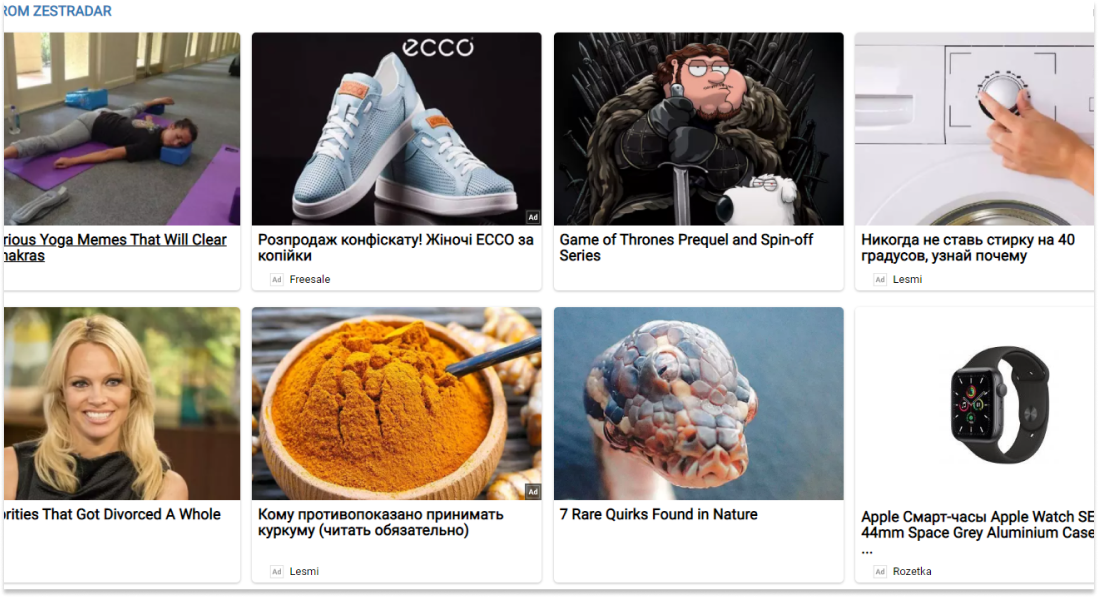 ROM ZESTRADAR
ecco
Ad
rious Yoga Memes That Will Clear
hakras
Розпродаж конфіскату! Жіночі ECCO за
копійки
Ad Freesale
Game of Thrones Prequel and Spin-off
Series
Никогда не ставь стирку на 40
градусов, узнай почему
Ad Lesmi
Ad
orities That Got Divorced A Whole
Кому противопоказано принимать
куркуму (читать обязательно)
Ad Lesmi
7 Rare Quirks Found in Nature
Apple Смарт-часы Apple Watch SE
44mm Space Grey Aluminium Case
...
Ad Rozetka